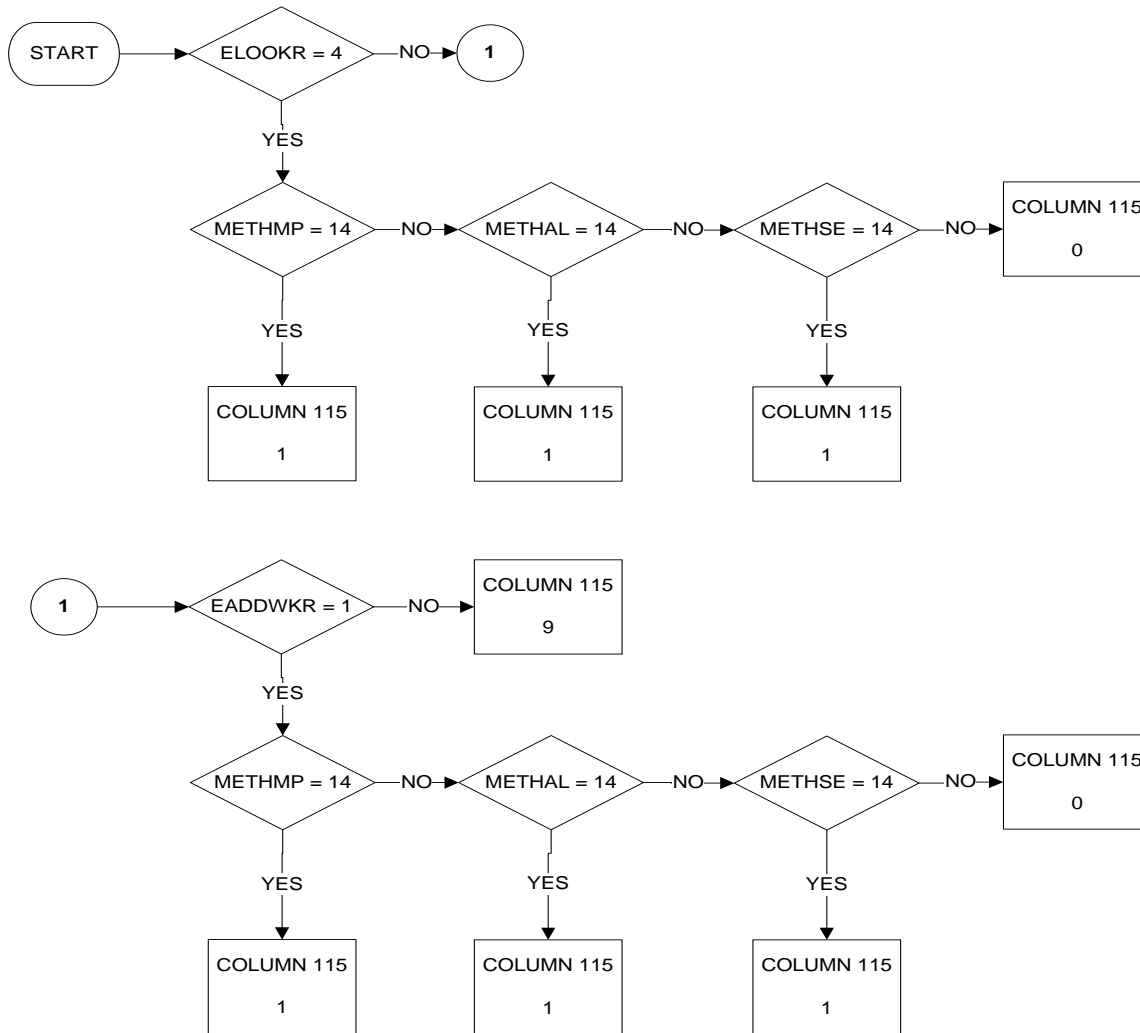 START
ELOOKR = 4
NO
1
YES
METHMP = 14
NO
METHAL = 14
NO
METHSE = 14
NO
COLUMN 115
0
YES
YES
YES
COLUMN 115
1
COLUMN 115
1
COLUMN 115
1
1
EADDWKR = 1
NO
COLUMN 115
9
YES
METHMP = 14
NO
METHAL = 14
NO
METHSE = 14
NO
COLUMN 115
0
YES
YES
YES
COLUMN 115
1
COLUMN 115
1
COLUMN 115
1